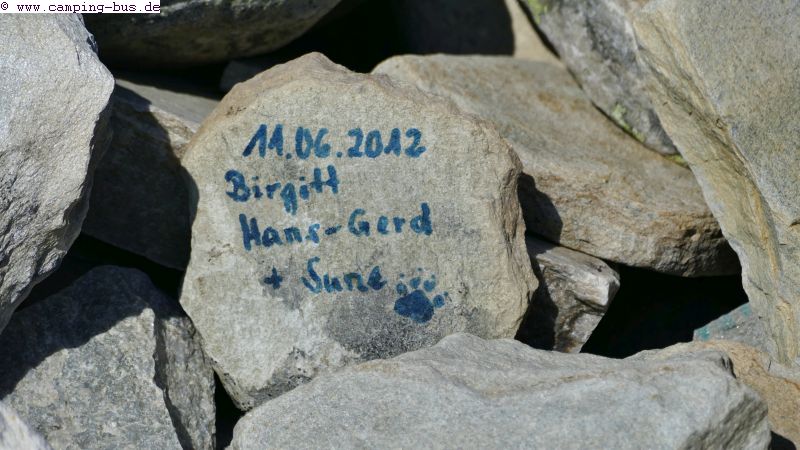 www.camping-bus.de
11.06.2012
Birgitt
Hans-Gerd
+ Sune